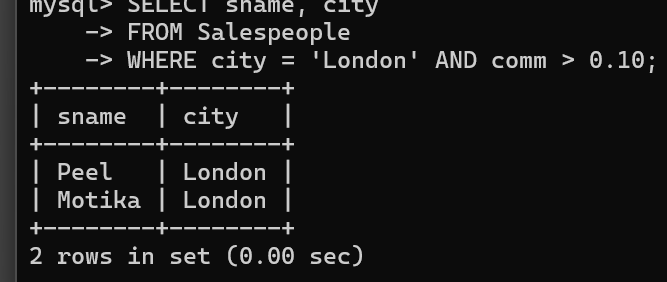 mysql> SELECT sname, city
    -> FROM Salespeople
    -> WHERE city = 'London' AND comm > 0.10;
+--------+--------+
| sname  | city   |
+--------+--------+
| Peel   | London |
| Motika | London |
+--------+--------+
2 rows in set (0.00 sec)